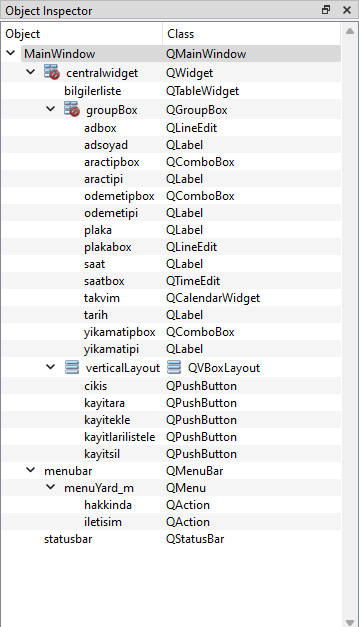 Object Inspector
Object Class
MainWindow QMainWindow
centralwidget QWidget
bilgilerliste QTableWidget
groupBox QGroupBox
adbox QLineEdit
adsoyad QLabel
aractipbox QComboBox
aractipi QLabel
odemetipbox QComboBox
odemetipi QLabel
plaka QLabel
plakabox QLineEdit
saat QLabel
saatbox QTimeEdit
takvim QCalendarWidget
tarih QLabel
yikamatipbox QComboBox
yikamatipi QLabel
verticalLayout QVBoxLayout
cikis QPushButton
kayitara QPushButton
kayitekle QPushButton
kayitlarilistele QPushButton
kayitsil QPushButton
menubar QMenuBar
menuYard_m QMenu
hakkinda QAction
iletisim QAction
statusbar QStatusBar